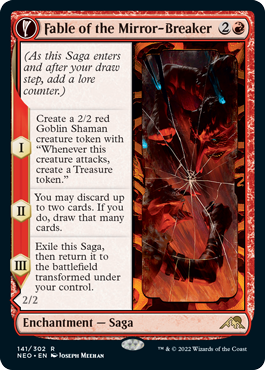 Fable of the Mirror-Breaker 2
(As this Saga enters
and after your draw
step, add a lore
counter.)
I
Create a 2/2 red
Goblin Shaman
creature token with
“Whenever this
creature attacks,
create a Treasure
token.”
II
You may discard up
to two cards. If you
do, draw that many
cards.
III
Exile this Saga,
then return it to
the battlefield
transformed under
your control.
2/2
Enchantment — Saga
141/302 R
NEO • EN JOSEPH MEEHAN
™ & © 2022 Wizards of the Coast